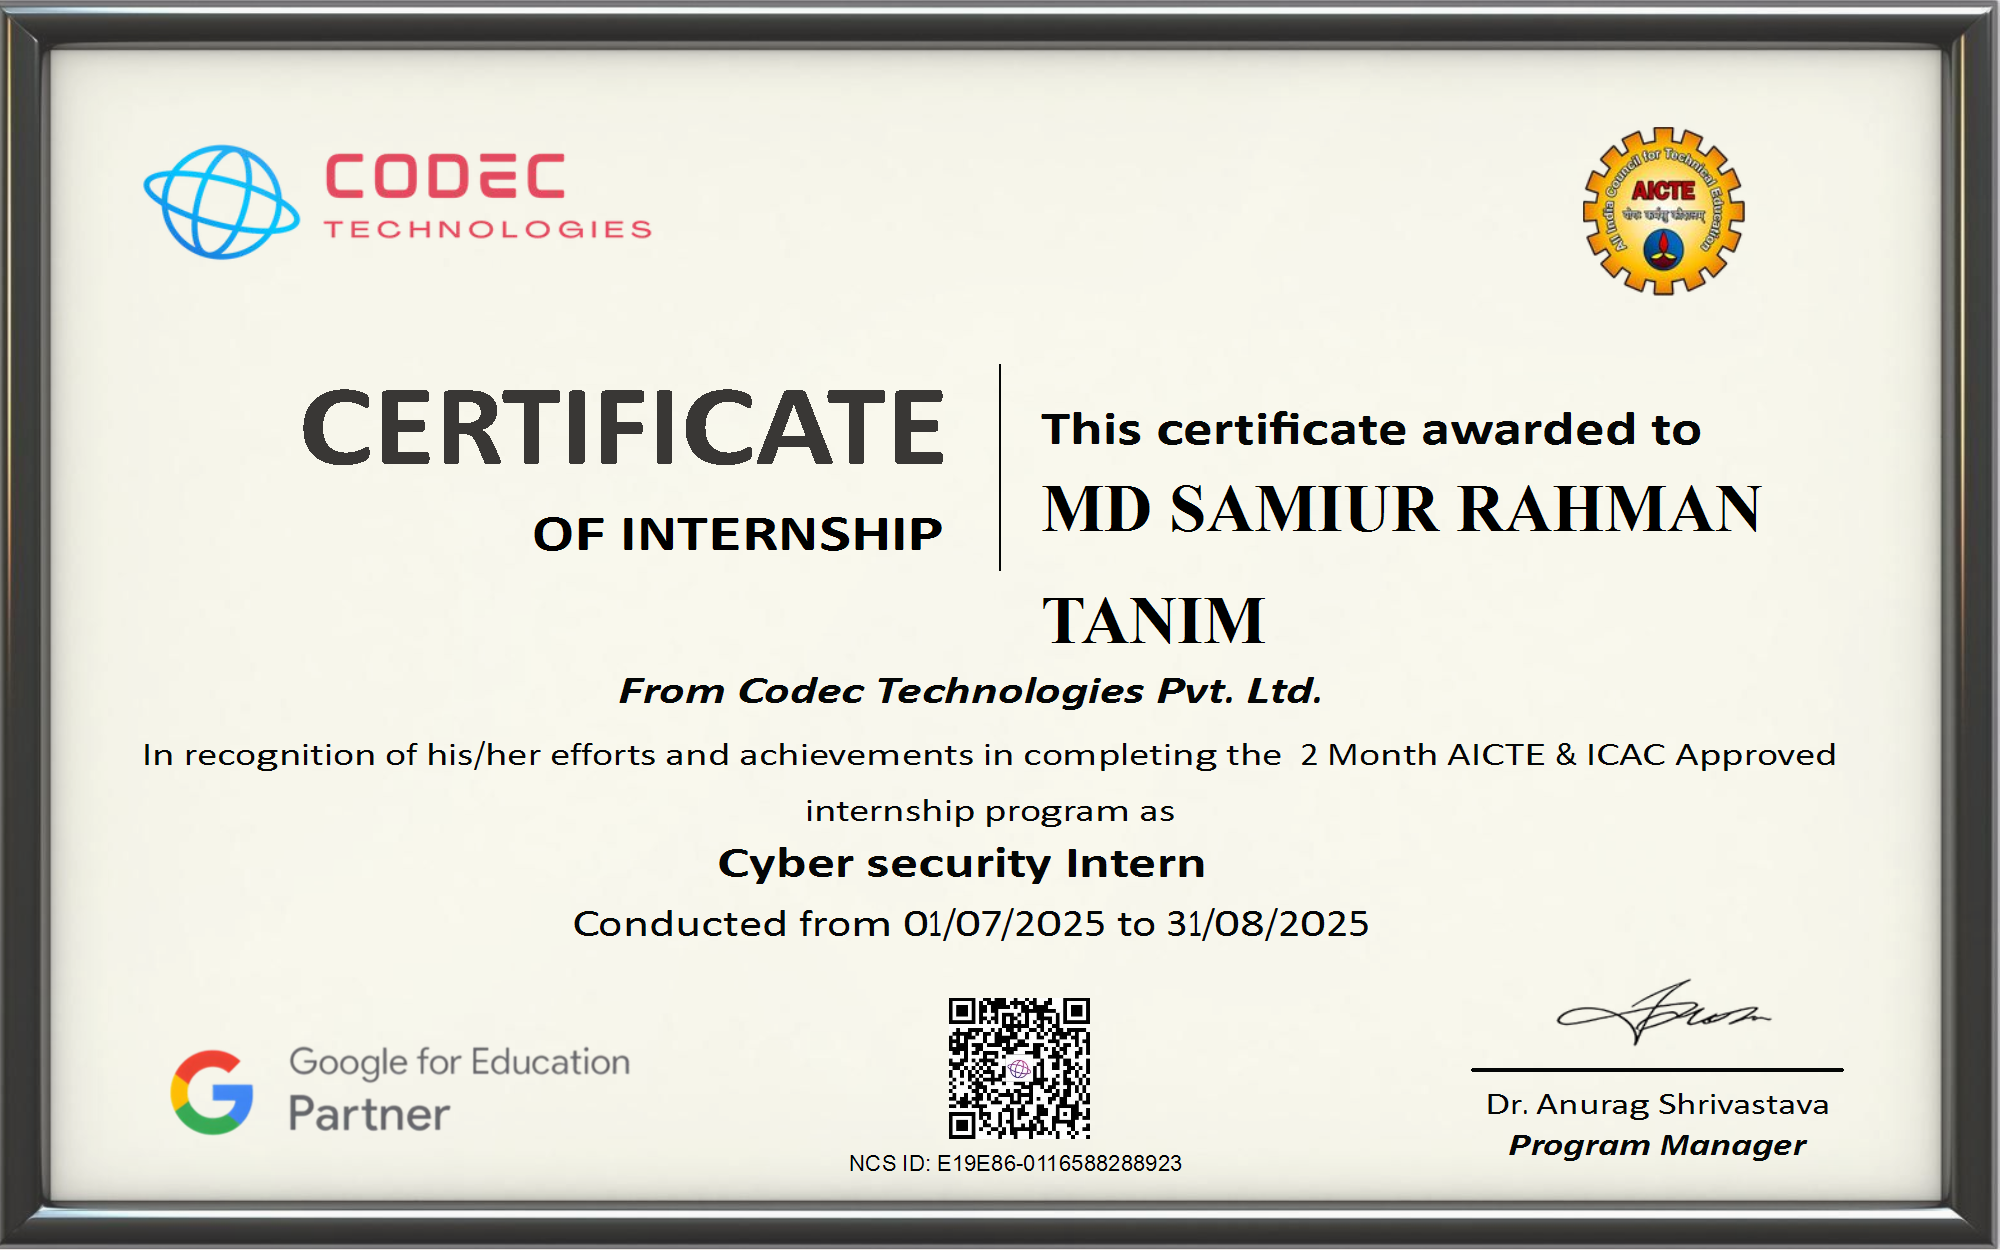 CODEC
TECHNOLOGIES
All India Council for Technical Education
AICTE
योगः कर्मसु कौशलम्
CERTIFICATE
OF INTERNSHIP
This certificate awarded to
MD SAMIUR RAHMAN
TANIM
From Codec Technologies Pvt. Ltd.
In recognition of his/her efforts and achievements in completing the 2 Month AICTE & ICAC Approved
internship program as
Cyber security Intern
Conducted from 01/07/2025 to 31/08/2025
Google for Education
Partner
NCS ID: E19E86-0116588288923
Dr. Anurag Shrivastava
Program Manager